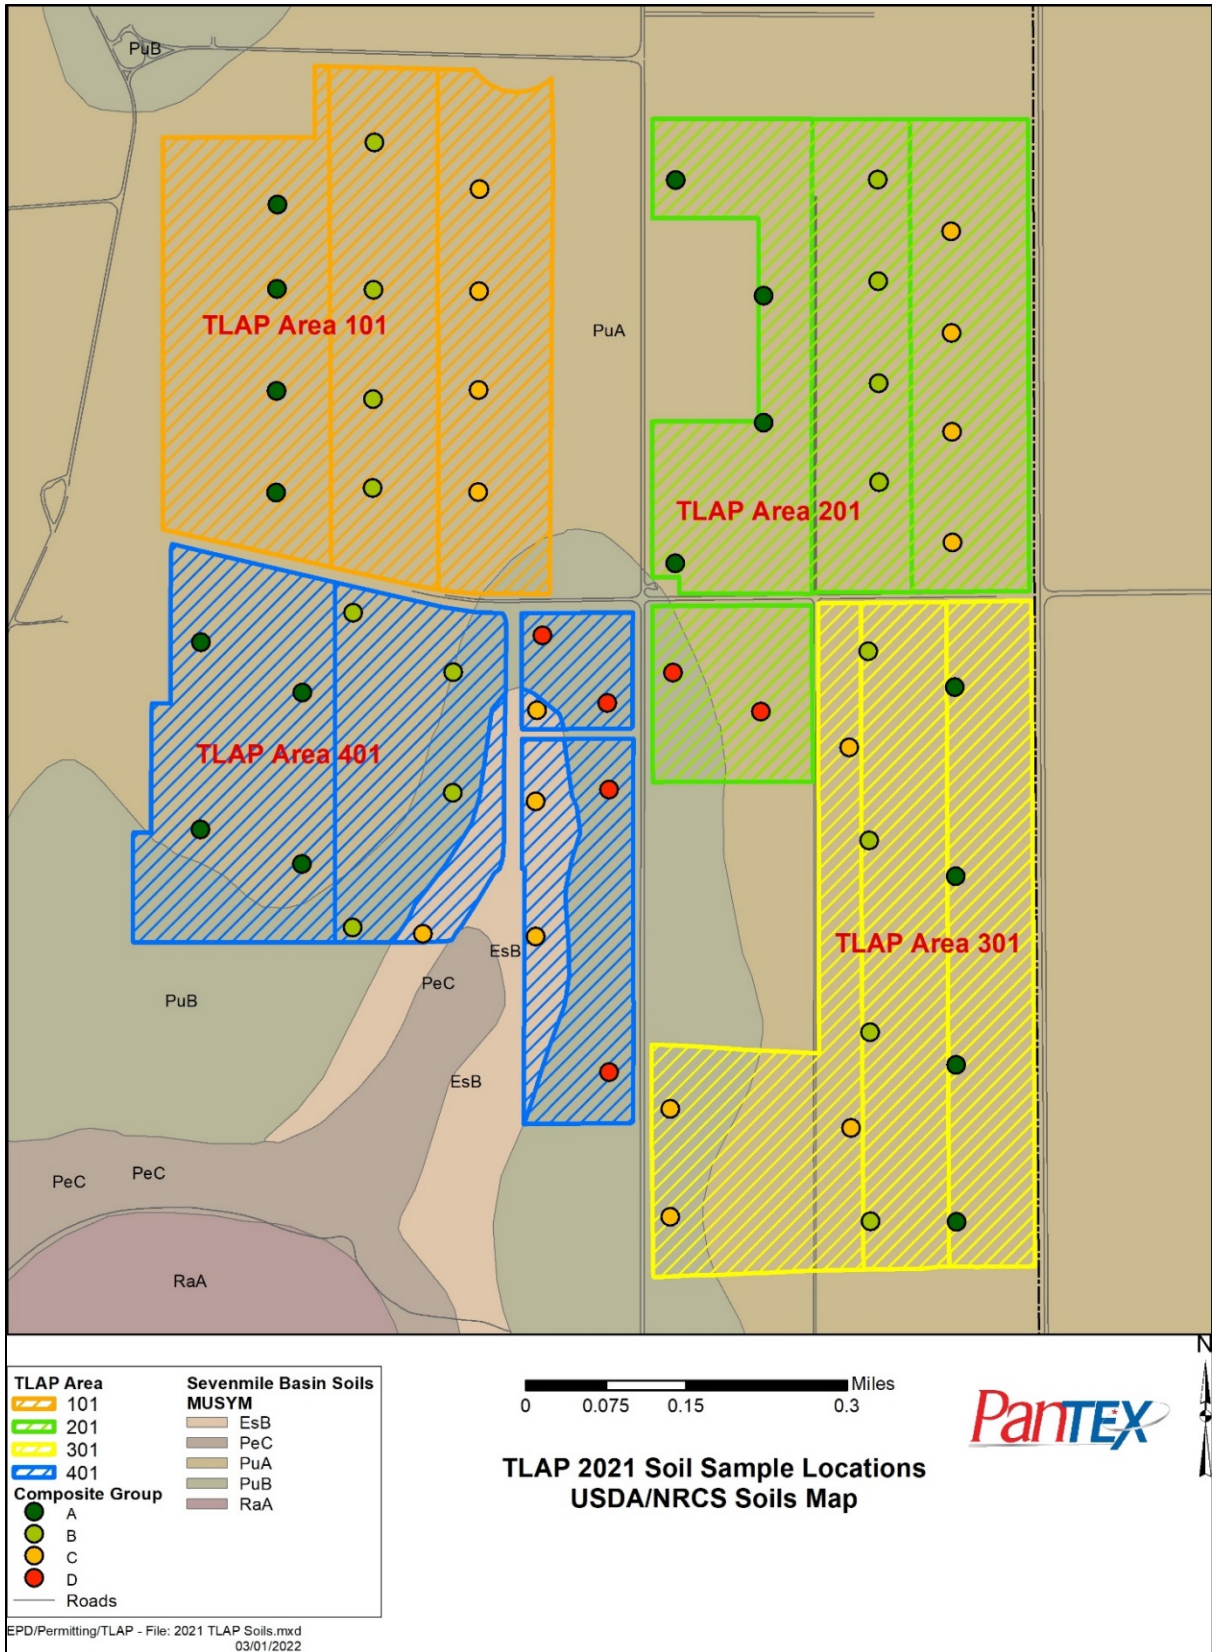 PuB
TLAP Area 101
PuA
TLAP Area 201
TLAP Area 401
TLAP Area 301
EsB
PeC
PuB
EsB
PeC
PeC
RaA
TLAP Area
101
201
301
401
Composite Group
A
B
C
D
Roads
Sevenmile Basin Soils
MUSYM
EsB
PeC
PuA
PuB
RaA
Miles
0 0.075 0.15 0.3
TLAP 2021 Soil Sample Locations
USDA/NRCS Soils Map
PanTEX
N
EPD/Permitting/TLAP - File: 2021 TLAP Soils.mxd
03/01/2022